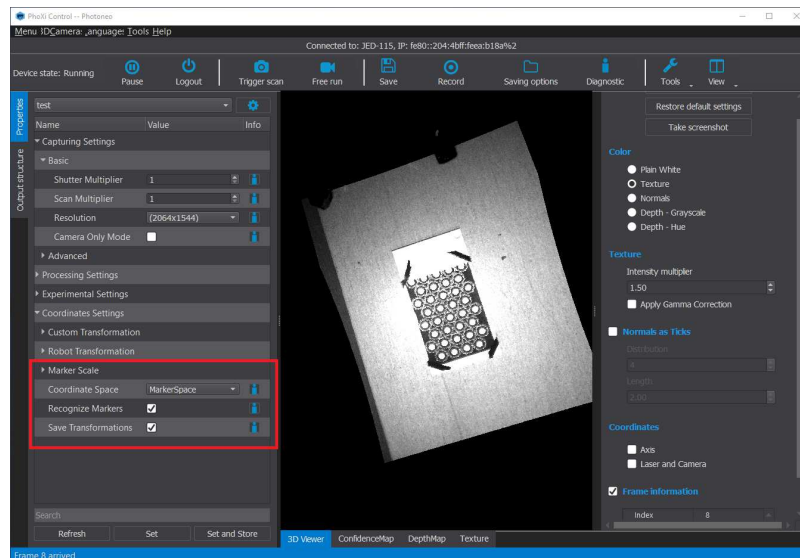 PhoXi Control -- Photoneo
Menu 3D Camera: Language: Tools Help
Connected to: JED-115, IP: fe80::204:4bff:feea:b18a%2
Device state: Running
Pause
Logout
Trigger scan
Free run
Save
Record
Saving options
Diagnostic
Tools
View
Properties
Output structure
test
Name Value Info
Capturing Settings
Basic
Shutter Multiplier 1
Scan Multiplier 1
Resolution (2064x1544)
Camera Only Mode
Advanced
Processing Settings
Experimental Settings
Coordinates Settings
Custom Transformation
Robot Transformation
Marker Scale
Coordinate Space MarkerSpace
Recognize Markers
Save Transformations
Search
Refresh Set Set and Store
3D Viewer ConfidenceMap DepthMap Texture
Restore default settings
Take screenshot
Color
Plain White
Texture
Normals
Depth - Grayscale
Depth - Hue
Texture
Intensity multiplier
1.50
Apply Gamma Correction
Normals as Ticks
Distribution
4
Length
2.00
Coordinates
Axis
Laser and Camera
Frame information
Index 8
Frame 8 arrived